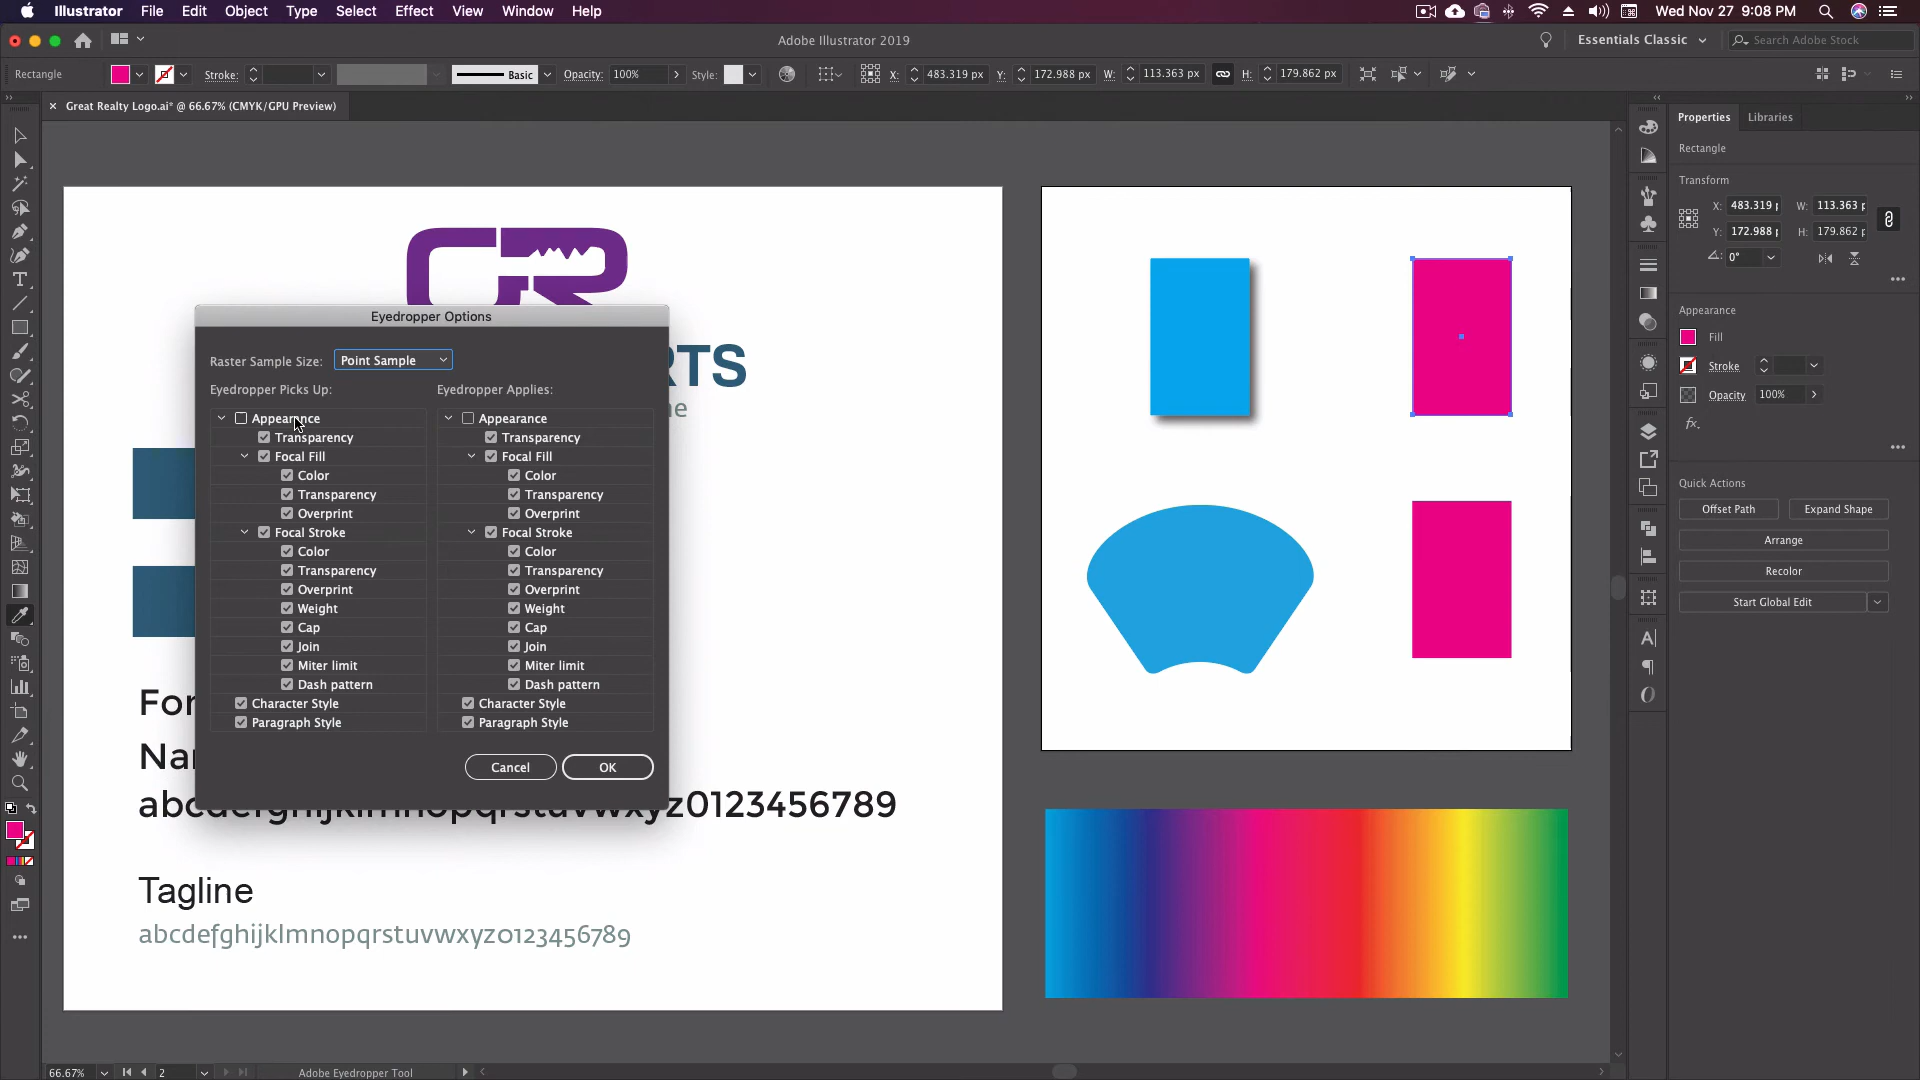 Illustrator File Edit Object Type Select Effect View Window Help Wed Nov 27 9:08 PM
Adobe Illustrator 2019 Essentials Classic Search Adobe Stock
Rectangle Stroke: Basic Opacity: 100% Style: X: 483.319 px Y: 172.988 px W: 113.363 px H: 179.862 px
Great Realty Logo.ai* @ 66.67% (CMYK/GPU Preview)
Properties Libraries
Rectangle
Transform
X: 483.319 W: 113.363
Y: 172.988 H: 179.862
0°
Appearance
Fill
Stroke
Opacity 100%
fx.
Quick Actions
Offset Path Expand Shape
Arrange
Recolor
Start Global Edit
GR
RTS
ne
Eyedropper Options
Raster Sample Size: Point Sample
Eyedropper Picks Up: Eyedropper Applies:
Appearance Appearance
Transparency Transparency
Focal Fill Focal Fill
Color Color
Transparency Transparency
Overprint Overprint
Focal Stroke Focal Stroke
Color Color
Transparency Transparency
Overprint Overprint
Weight Weight
Cap Cap
Join Join
Miter limit Miter limit
Dash pattern Dash pattern
Character Style Character Style
Paragraph Style Paragraph Style
Cancel OK
For
Nar
abcdefghijklmnopqrstuvwxyz0123456789
Tagline
abcdefghijklmnopqrstuvwxyz0123456789
66.67% 2 Adobe Eyedropper Tool